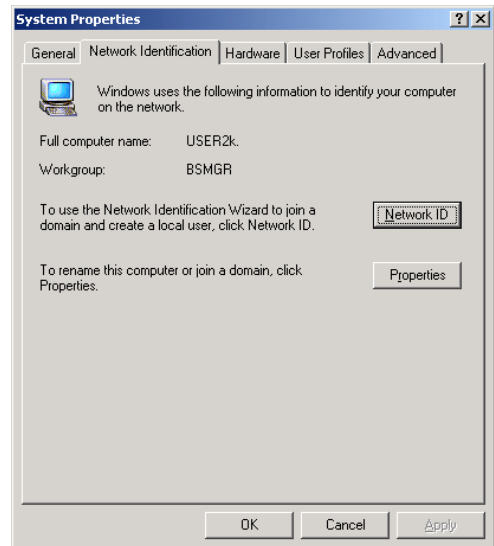 System Properties
General Network Identification Hardware User Profiles Advanced
Windows uses the following information to identify your computer
on the network.
Full computer name: USER2k.
Workgroup: BSMGR
To use the Network Identification Wizard to join a
domain and create a local user, click Network ID.
Network ID
To rename this computer or join a domain, click
Properties.
Properties
OK Cancel Apply